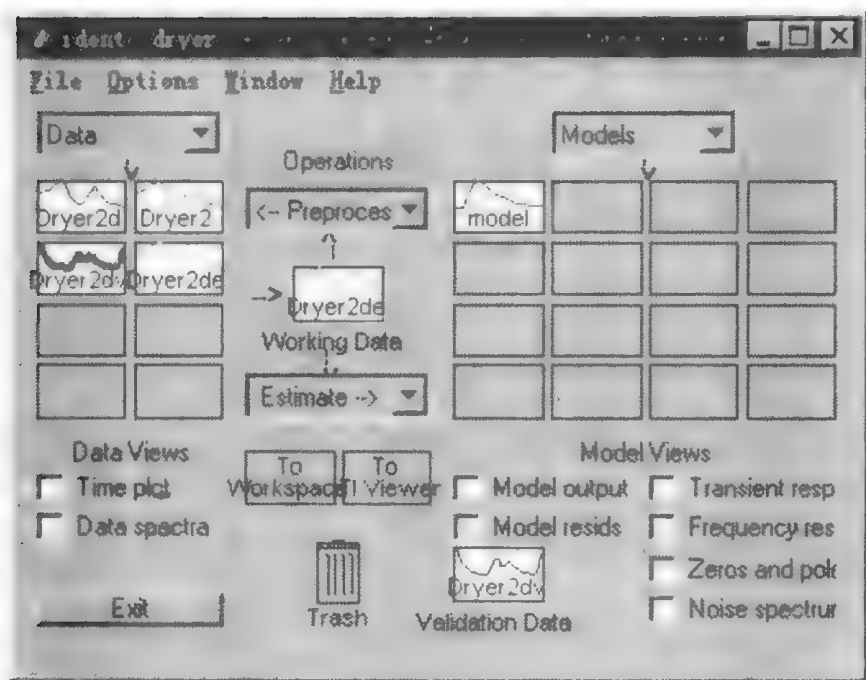 ident: dryer
File Options Window Help
Data
Models
Operations
Dryer2d
Dryer2
<-- Preproces
model
Dryer2dv
Dryer2de
-->
Dryer2de
Working Data
Estimate -->
Data Views
Model Views
To
Workspace
To
TI Viewer
Time plot
Model output
Transient resp
Data spectra
Model resids
Frequency res
Zeros and pole
Exit
Trash
Dryer2dv
Validation Data
Noise spectrum